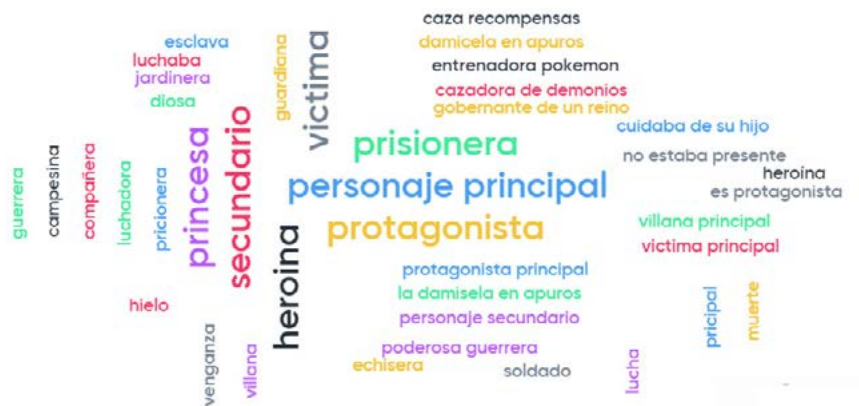 caza recompensas
esclava
damicela en apuros
luchaba
entrenadora pokemon
jardinera
guardiana
victima
cazadora de demonios
diosa
gobernante de un reino
cuidaba de su hijo
prisionera
no estaba presente
heroína
es protagonista
guerrera
campesina
compañera
luchadora
pricionera
princesa
secundario
personaje principal
protagonista
villana principal
victima principal
heroina
protagonista principal
la damisela en apuros
hielo
personaje secundario
pricipal
muerte
venganza
villana
poderosa guerrera
echisera
soldado
lucha